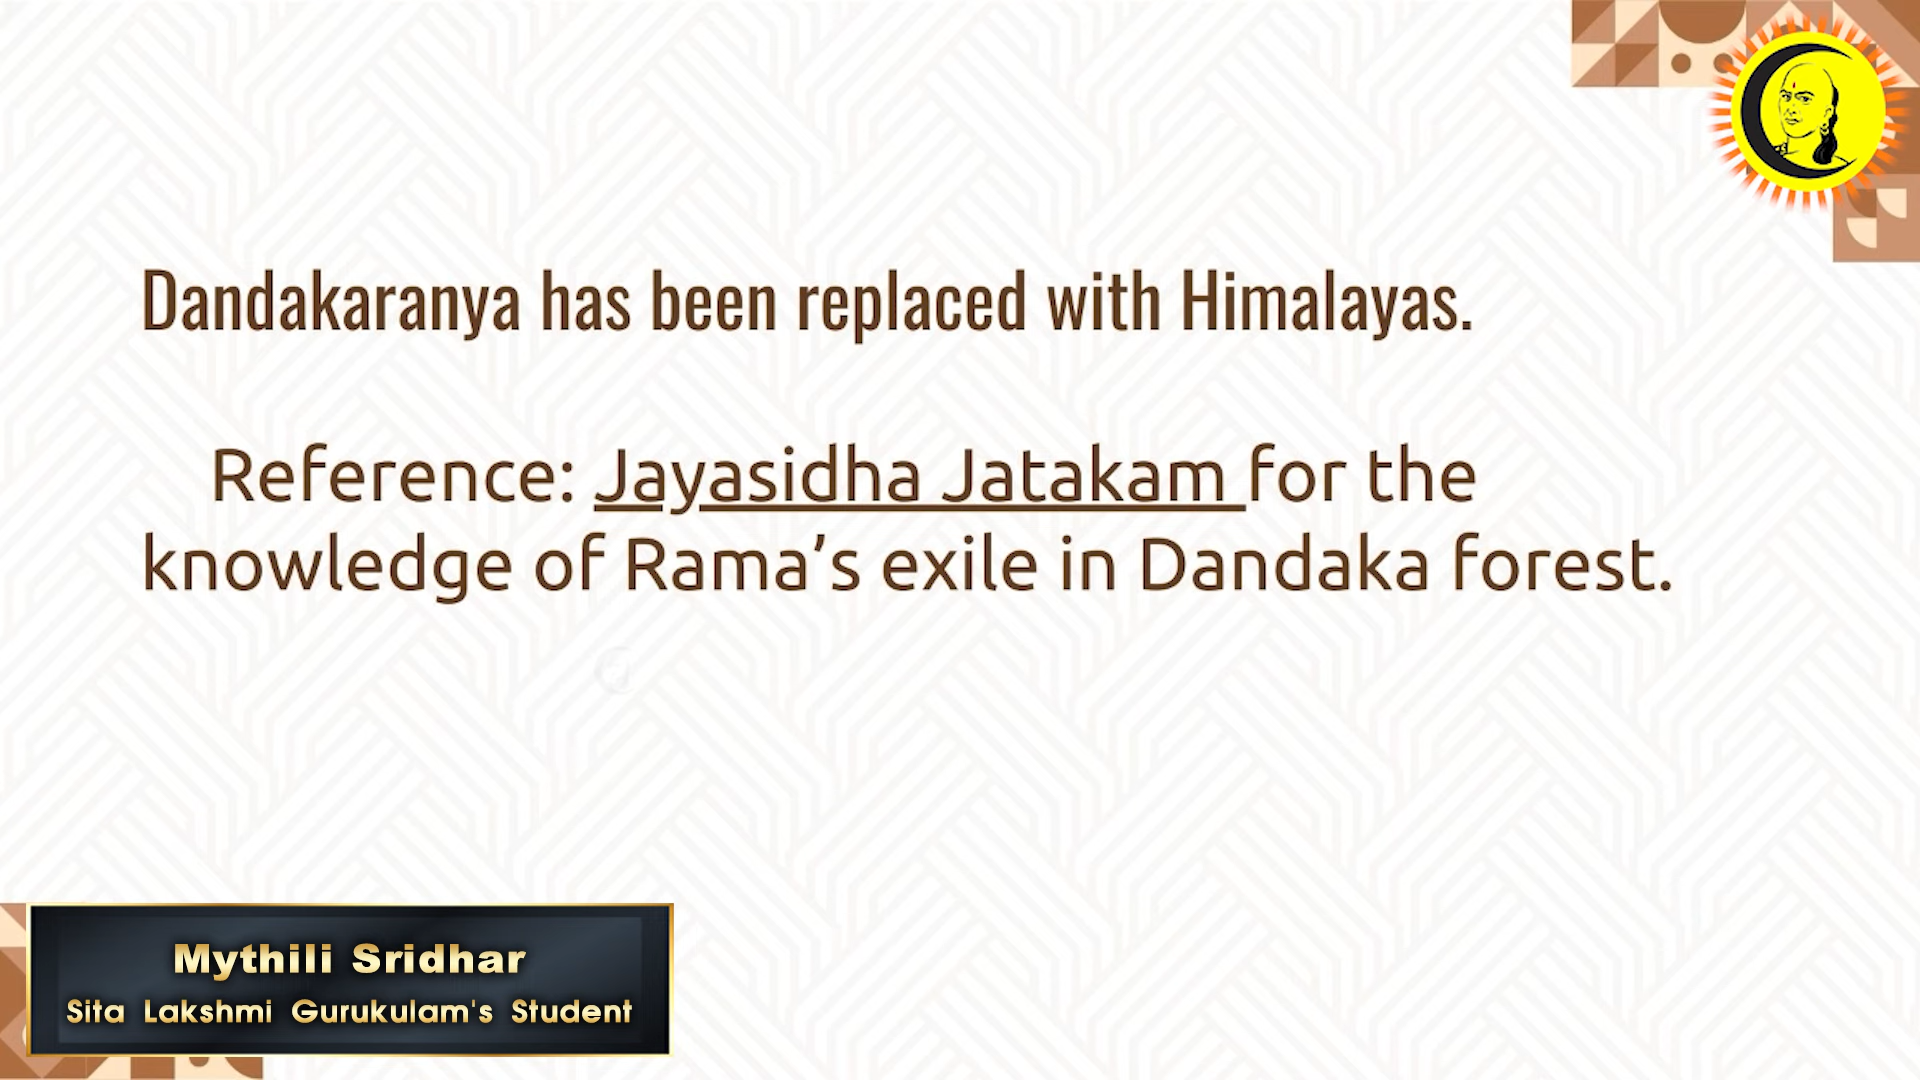 Dandakaranya has been replaced with Himalayas.
Reference: Jayasidha Jatakam for the
knowledge of Rama’s exile in Dandaka forest.
Mythili Sridhar
Sita Lakshmi Gurukulam's Student